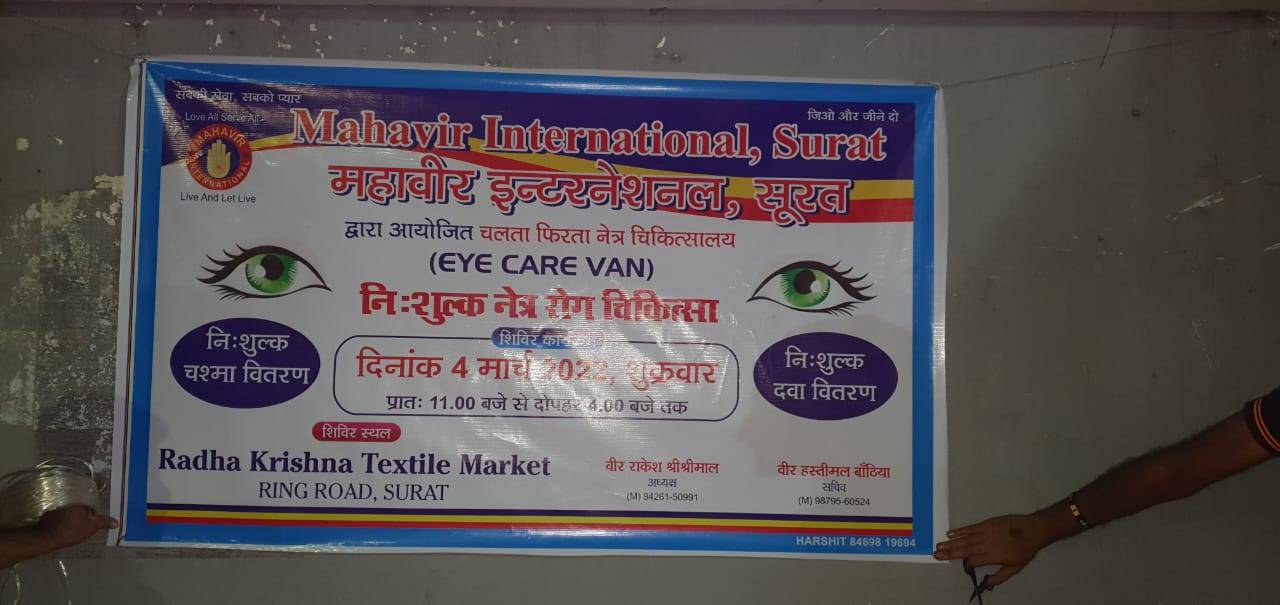 सबकी सेवा, सबको प्यार
Love All Serve All
जिओ और जीने दो
MAHAVIR INTERNATIONAL
Live And Let Live
Mahavir International, Surat
महावीर इन्टरनेशनल, सूरत
द्वारा आयोजित चलता फिरता नेत्र चिकित्सालय
(EYE CARE VAN)
नि:शुल्क नेत्र रोग चिकित्सा
नि:शुल्क
चश्मा वितरण
शिविर
दिनांक 4 मार्च 2022, शुक्रवार
प्रातः 11.00 बजे से दोपहर 4.00 बजे तक
नि:शुल्क
दवा वितरण
शिविर स्थल
Radha Krishna Textile Market
RING ROAD, SURAT
वीर राकेश श्रीश्रीमाल
अध्यक्ष
(M) 94261-50991
वीर हस्तीमल बाँठिया
सचिव
(M) 98795-60524
HARSHIT 84698 19694